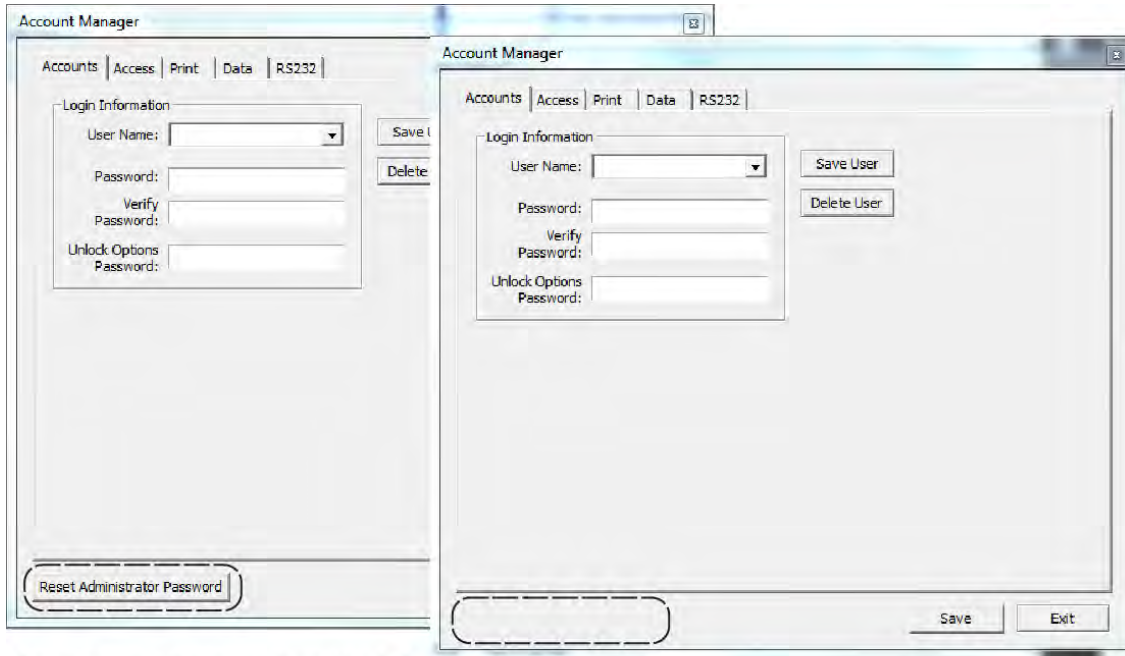 Account Manager
Accounts Access Print Data RS232
Login Information
User Name:
Save U
Password:
Delete
Verify
Password:
Unlock Options
Password:
Reset Administrator Password
Account Manager
Accounts Access Print Data RS232
Login Information
User Name:
Save User
Password:
Delete User
Verify
Password:
Unlock Options
Password:
Save Exit